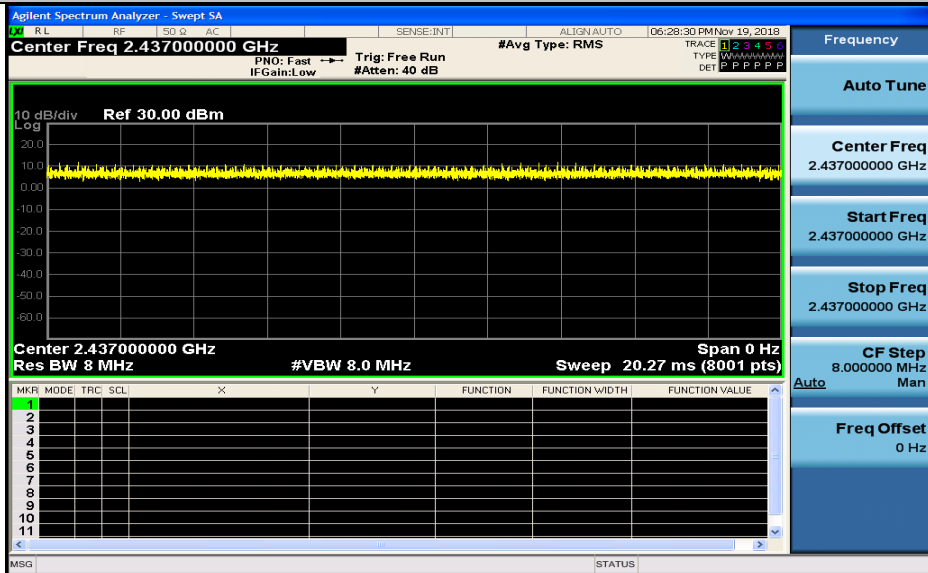 Agilent Spectrum Analyzer - Swept SA
RL RF 50 Ω AC SENSE:INT ALIGN AUTO 06:28:30 PM Nov 19, 2018
Center Freq 2.437000000 GHz #Avg Type: RMS TRACE 1 2 3 4 5 6
PNO: Fast Trig: Free Run TYPE WWWWWW
IFGain:Low #Atten: 40 dB DET P P P P P P
10 dB/div Ref 30.00 dBm
Log
20.0
10.0
0.00
-10.0
-20.0
-30.0
-40.0
-50.0
-60.0
Center 2.437000000 GHz Span 0 Hz
Res BW 8 MHz #VBW 8.0 MHz Sweep 20.27 ms (8001 pts)
MKR MODE TRC SCL X Y FUNCTION FUNCTION WIDTH FUNCTION VALUE
1
2
3
4
5
6
7
8
9
10
11
MSG STATUS
Frequency
Auto Tune
Center Freq
2.437000000 GHz
Start Freq
2.437000000 GHz
Stop Freq
2.437000000 GHz
CF Step
8.000000 MHz
Auto Man
Freq Offset
0 Hz